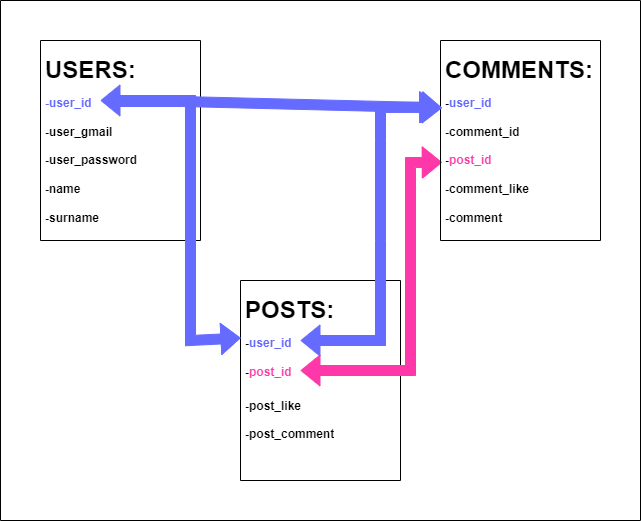 USERS:
-user_id
-user_gmail
-user_password
-name
-surname
COMMENTS:
-user_id
-comment_id
-post_id
-comment_like
-comment
POSTS:
-user_id
-post_id
-post_like
-post_comment